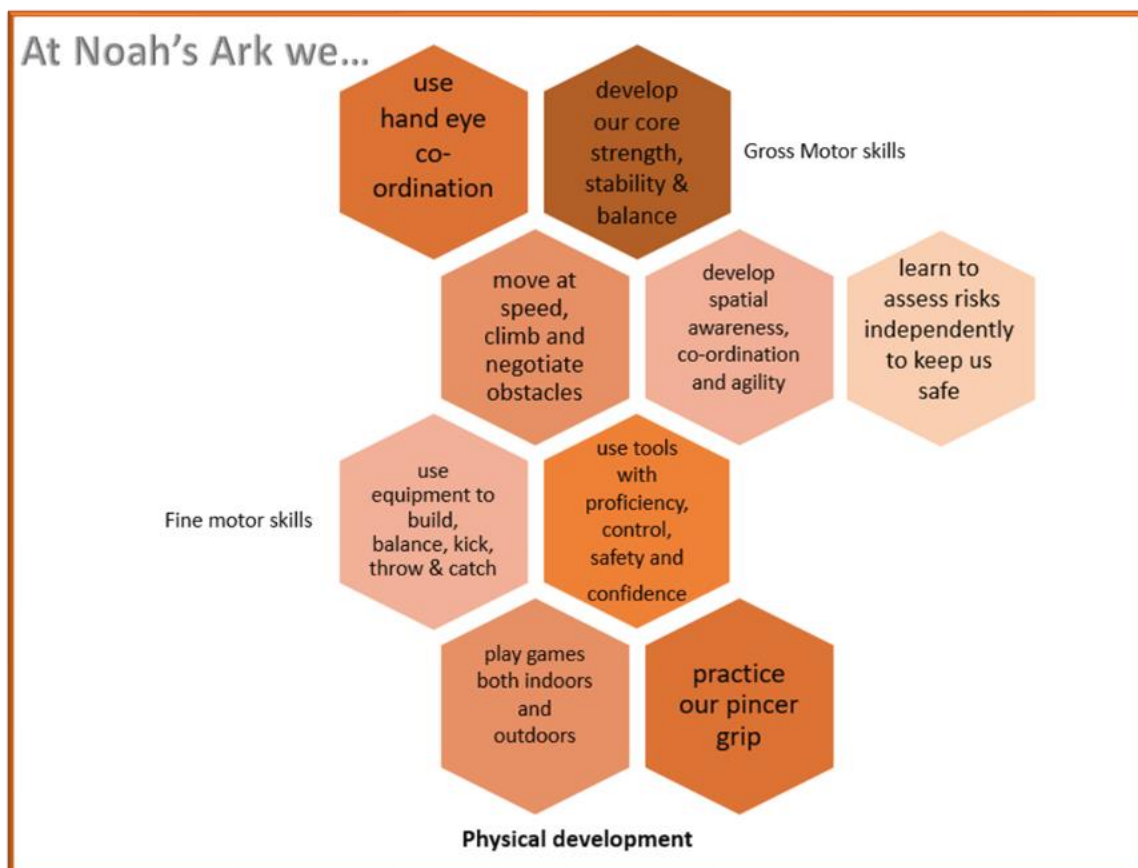 At Noah's Ark we...
use
hand eye
co-
ordination
develop
our core
strength,
stability &
balance
Gross Motor skills
move at
speed,
climb and
negotiate
obstacles
develop
spatial
awareness,
co-ordination
and agility
learn to
assess risks
independently
to keep us
safe
Fine motor skills
use
equipment to
build,
balance, kick,
throw & catch
use tools
with
proficiency,
control,
safety and
confidence
play games
both indoors
and
outdoors
practice
our pincer
grip
Physical development